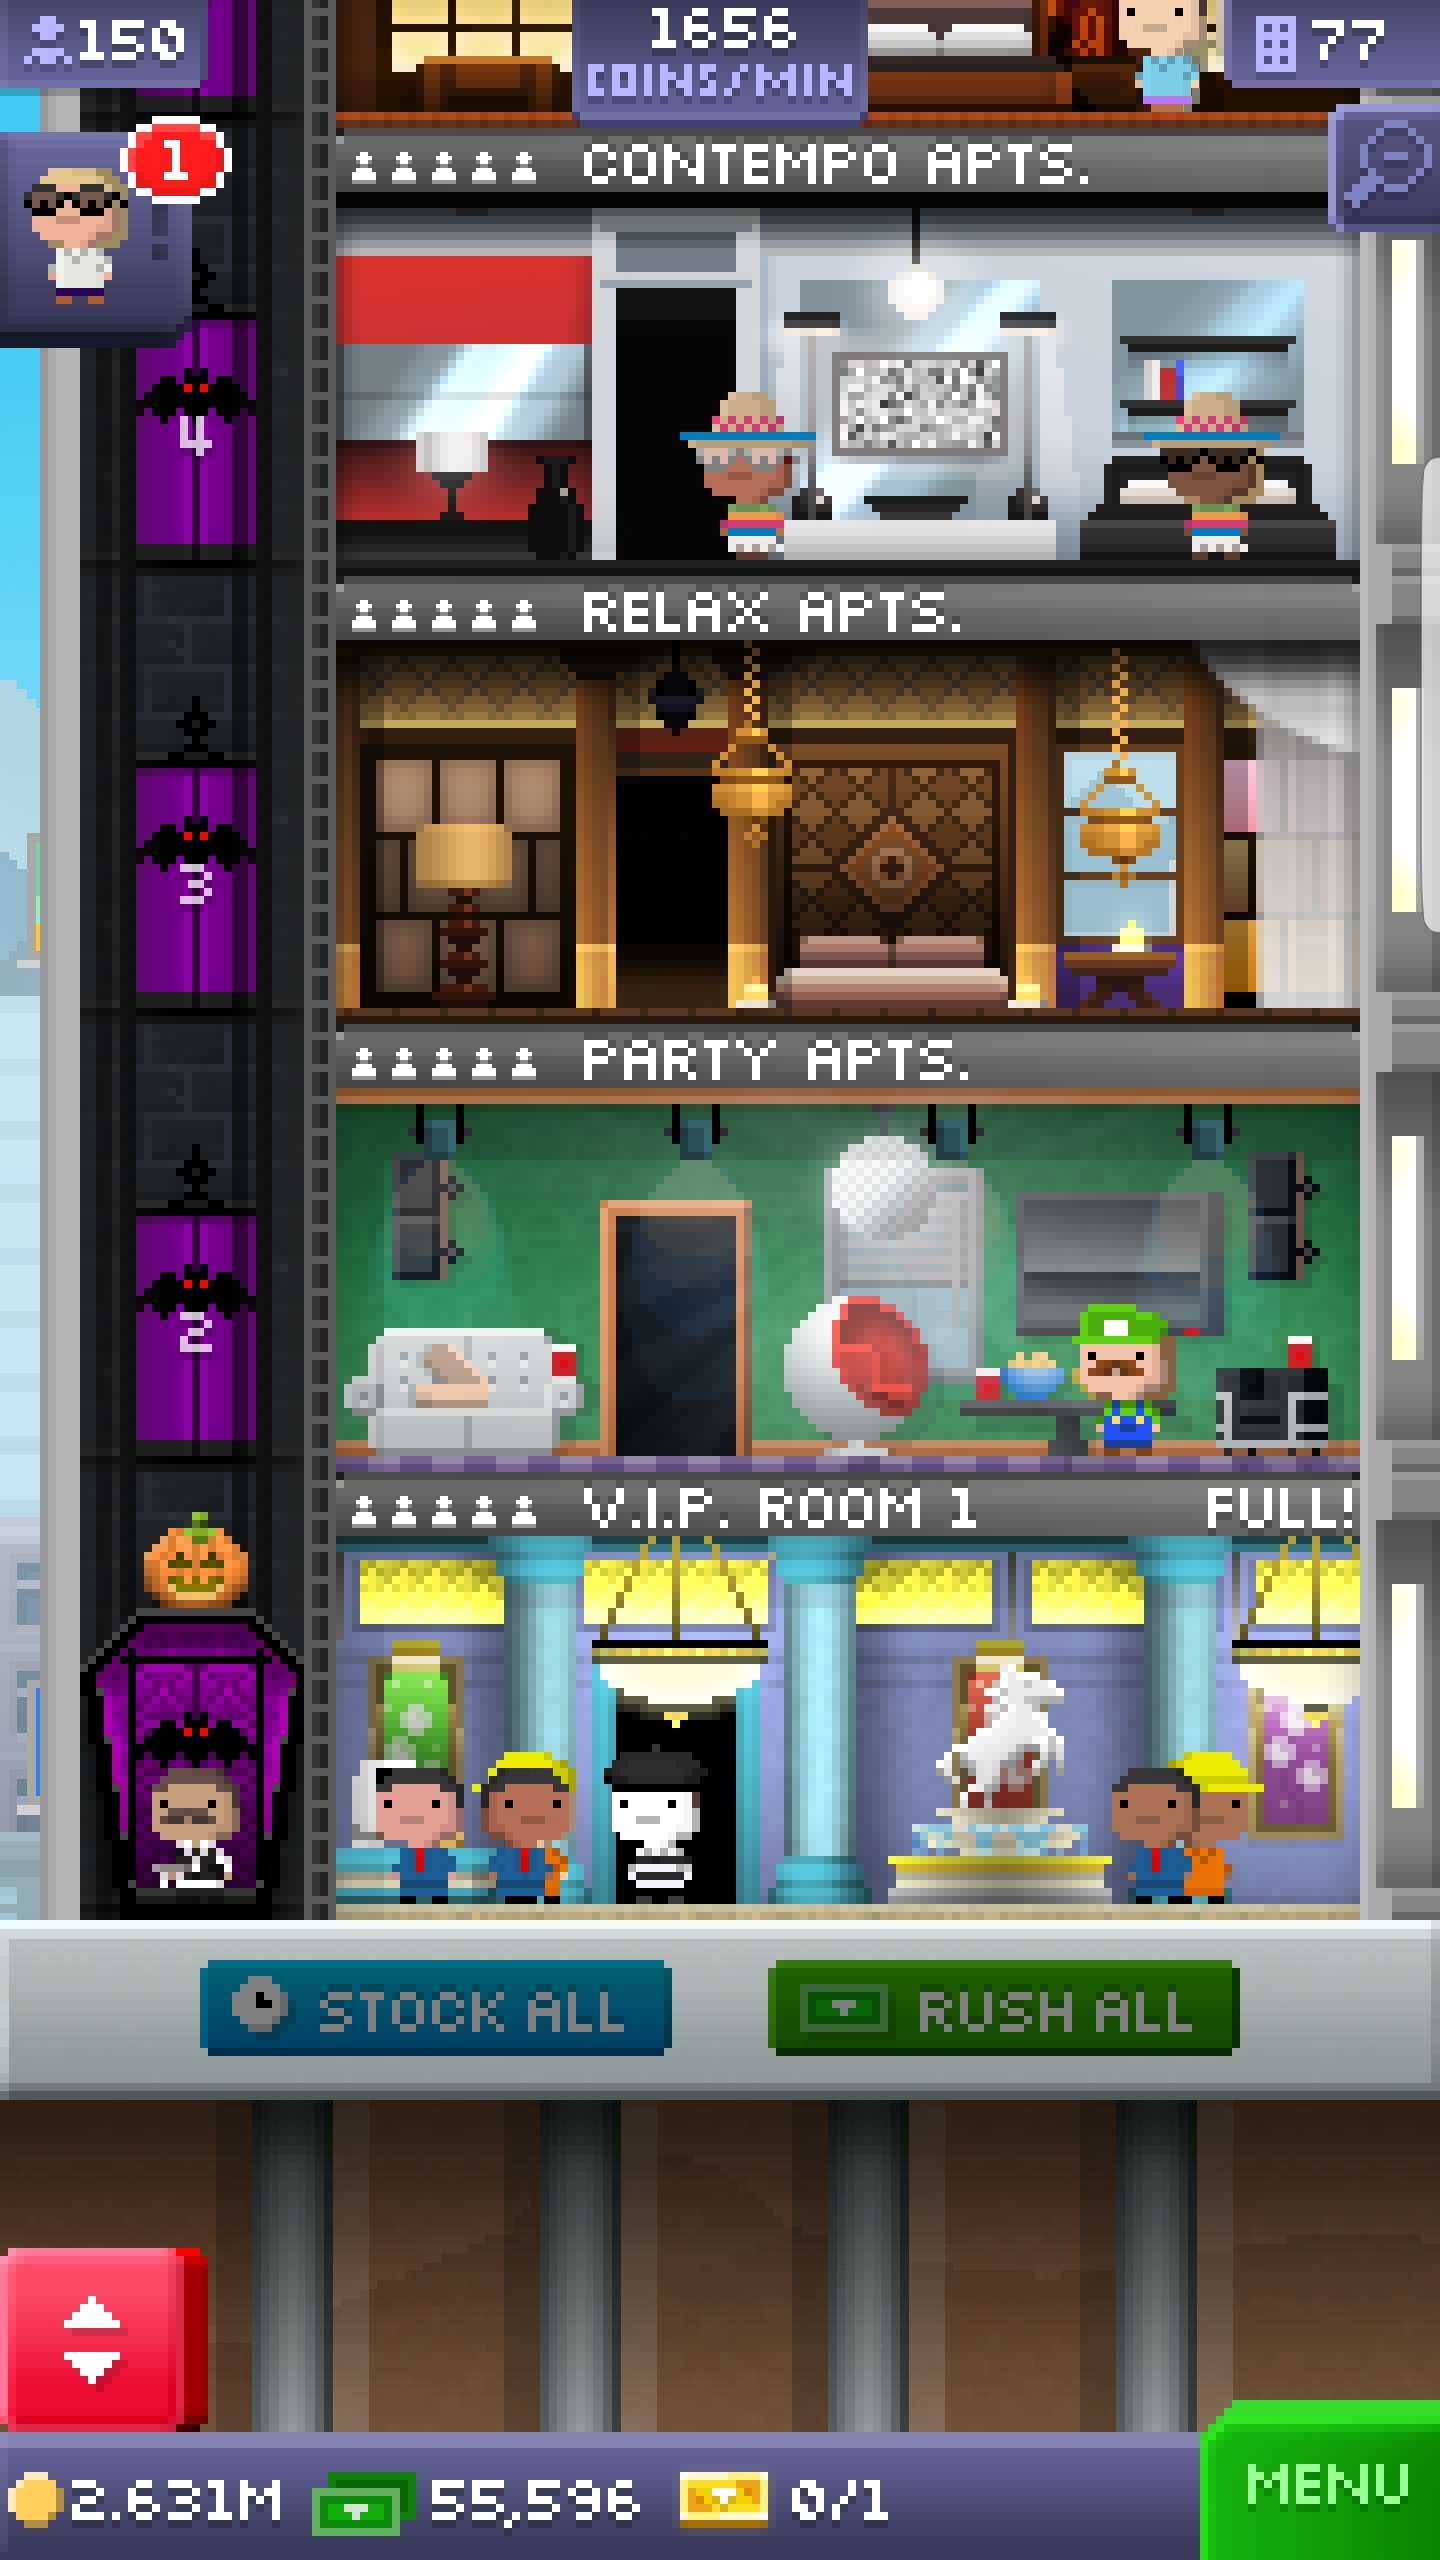 150
1656
COINS/MIN
77
1
CONTEMPO APTS.
4
RELAX APTS.
3
PARTY APTS.
2
V.I.P. ROOM 1 FULL!
STOCK ALL
RUSH ALL
2.631M 55,596 0/1
MENU